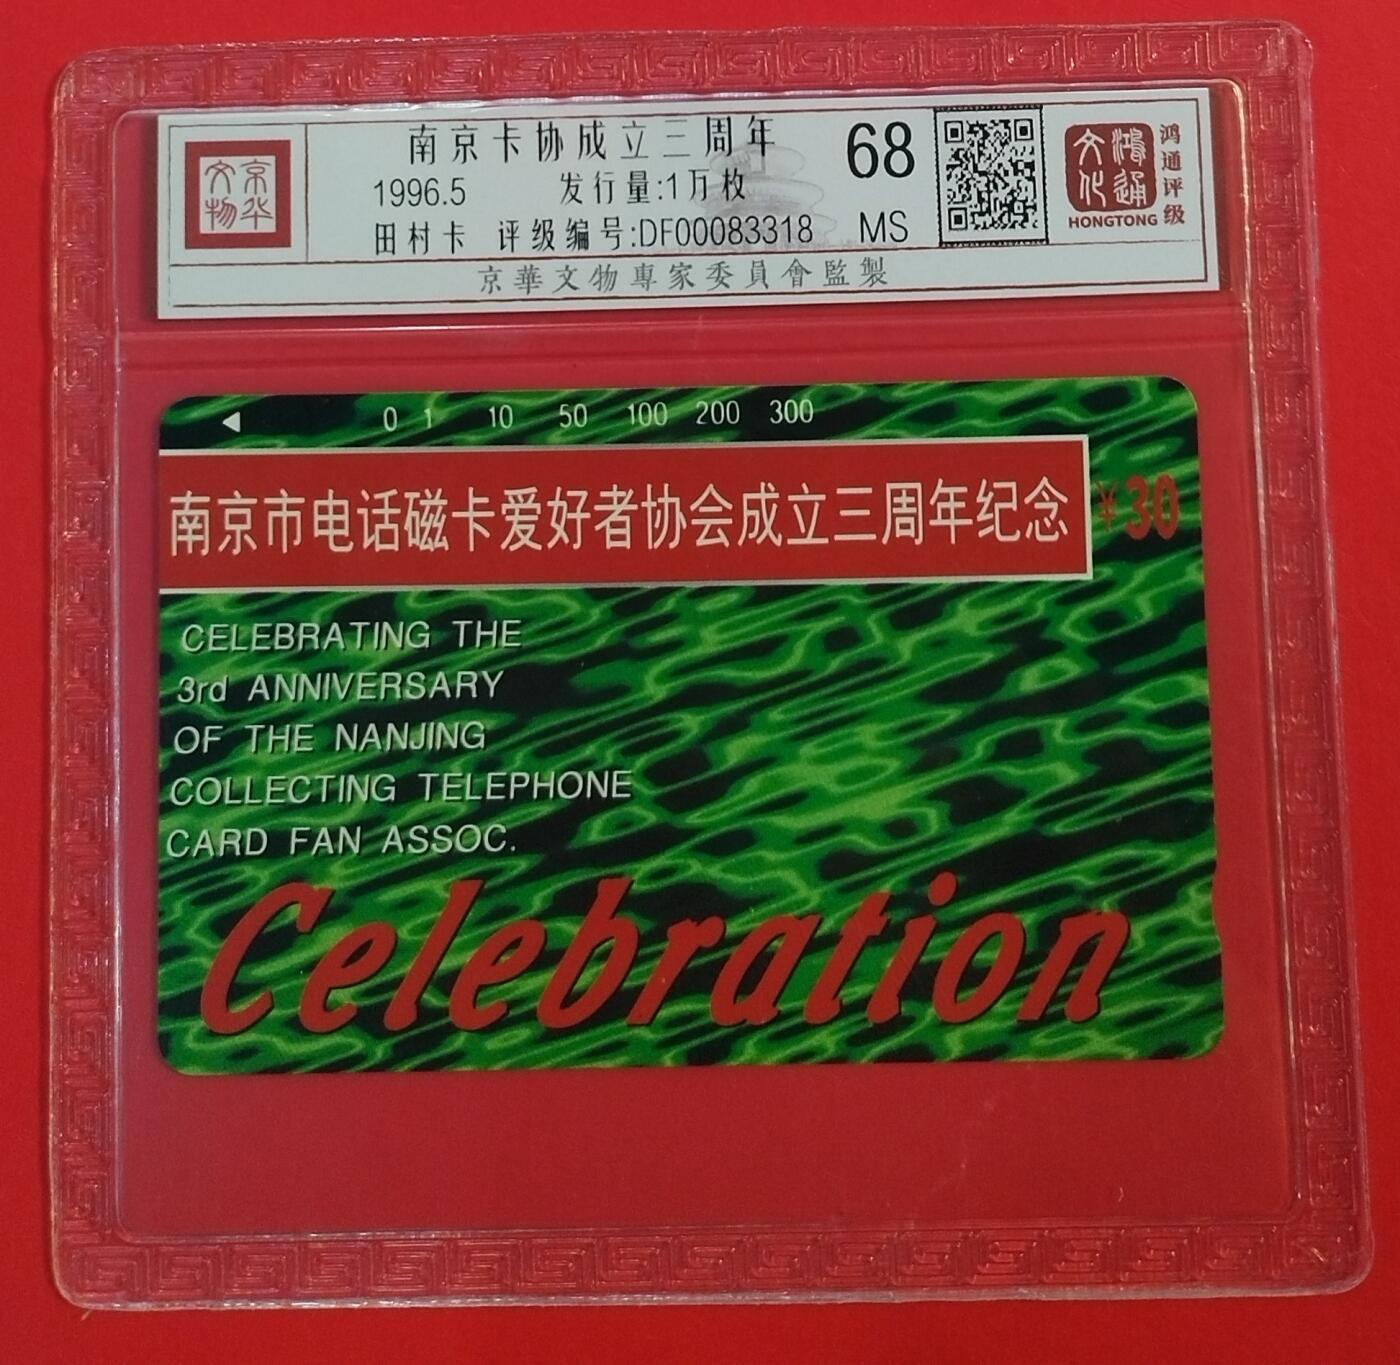 京华
文物
南京卡协成立三周年
1996.5 发行量:1万枚
田村卡 评级编号:DF00083318
68
MS
京華文物專家委員會監製
鸿通
文化
HONGTONG
鸿通评级
0 1 10 50 100 200 300
南京市电话磁卡爱好者协会成立三周年纪念
¥30
CELEBRATING THE
3rd ANNIVERSARY
OF THE NANJING
COLLECTING TELEPHONE
CARD FAN ASSOC.
Celebration